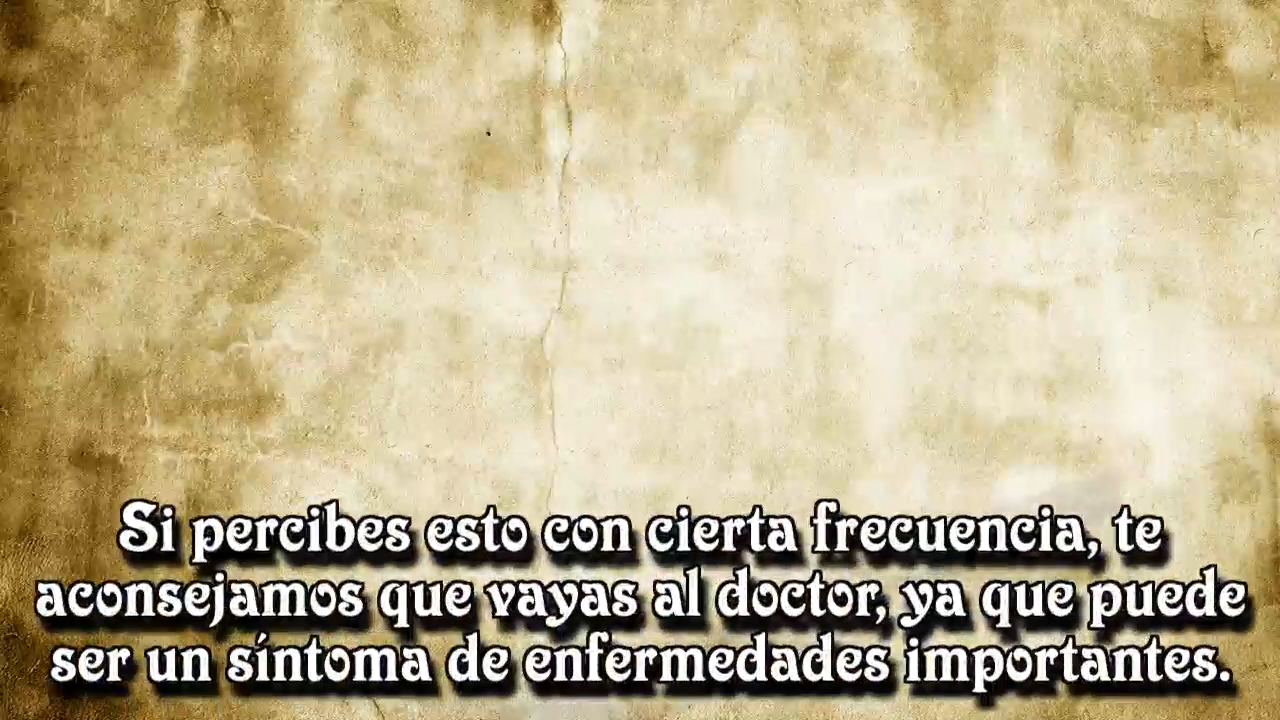 Si percibes esto con cierta frecuencia, te
aconsejamos que vayas al doctor, ya que puede
ser un síntoma de enfermedades importantes.